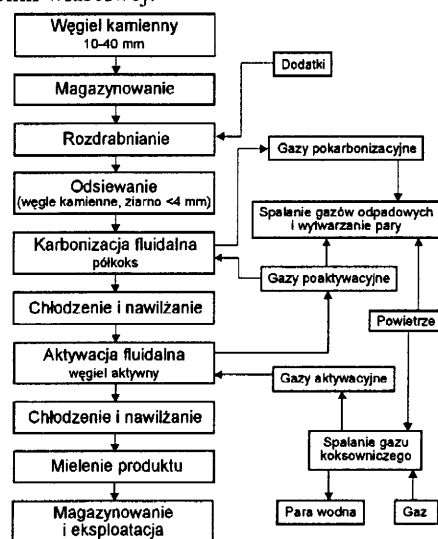 Węgiel kamienny
10-40 mm
Dodatki
Magazynowanie
Rozdrabnianie
Gazy pokarbonizacyjne
Odsiewanie
(węgle kamienne, ziarno <4 mm)
Spalanie gazów odpadowych
i wytwarzanie pary
Karbonizacja fluidalna
półkoks
Gazy poaktywacyjne
Chłodzenie i nawilżanie
Powietrze
Aktywacja fluidalna
węgiel aktywny
Gazy aktywacyjne
Chłodzenie i nawilżanie
Spalanie gazu
koksowniczego
Mielenie produktu
Magazynowanie
i eksploatacja
Para wodna
Gaz